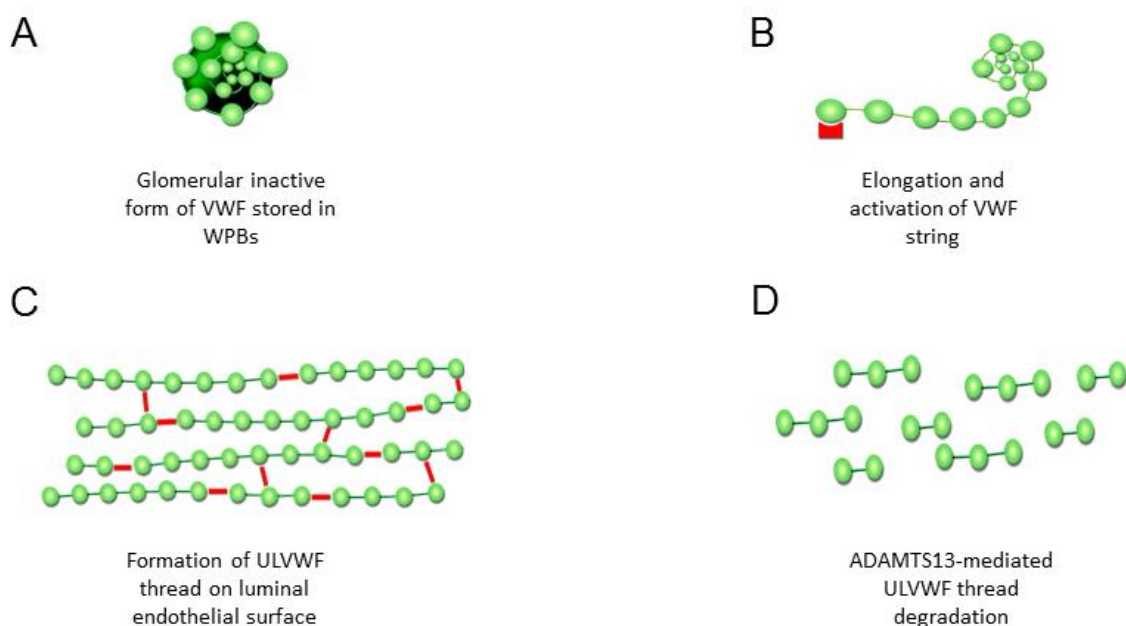 A
B
Glomerular inactive
form of VWF stored in
WPBs
Elongation and
activation of VWF
string
C
D
Formation of ULVWF
thread on luminal
endothelial surface
ADAMTS13-mediated
ULVWF thread
degradation